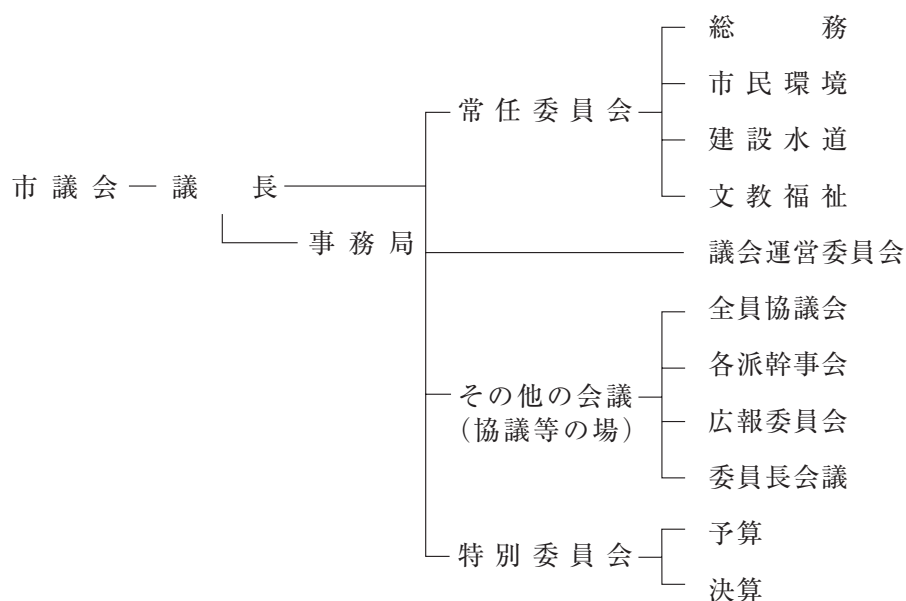 総務
市民環境
常任委員会
建設水道
市議会 議長
文教福祉
事務局
議会運営委員会
全員協議会
各派幹事会
その他の会議
(協議等の場)
広報委員会
委員長会議
予算
特別委員会
決算